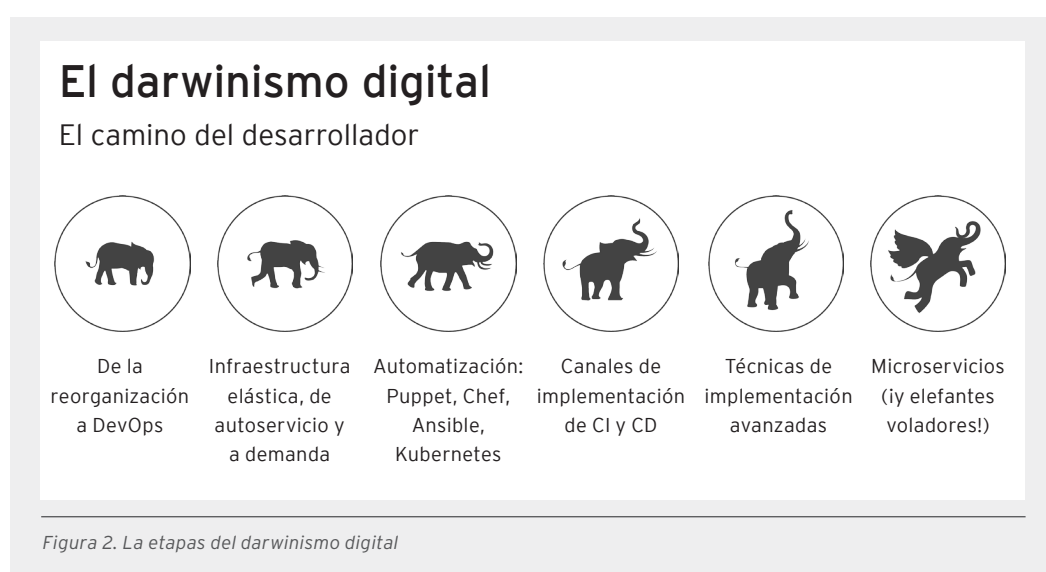 El darwinismo digital
El camino del desarrollador
De la
reorganización
a DevOps
Infraestructura
elástica, de
autoservicio y
a demanda
Automatización:
Puppet, Chef,
Ansible,
Kubernetes
Canales de
implementación
de CI y CD
Técnicas de
implementación
avanzadas
Microservicios
(¡y elefantes
voladores!)
Figura 2. La etapas del darwinismo digital